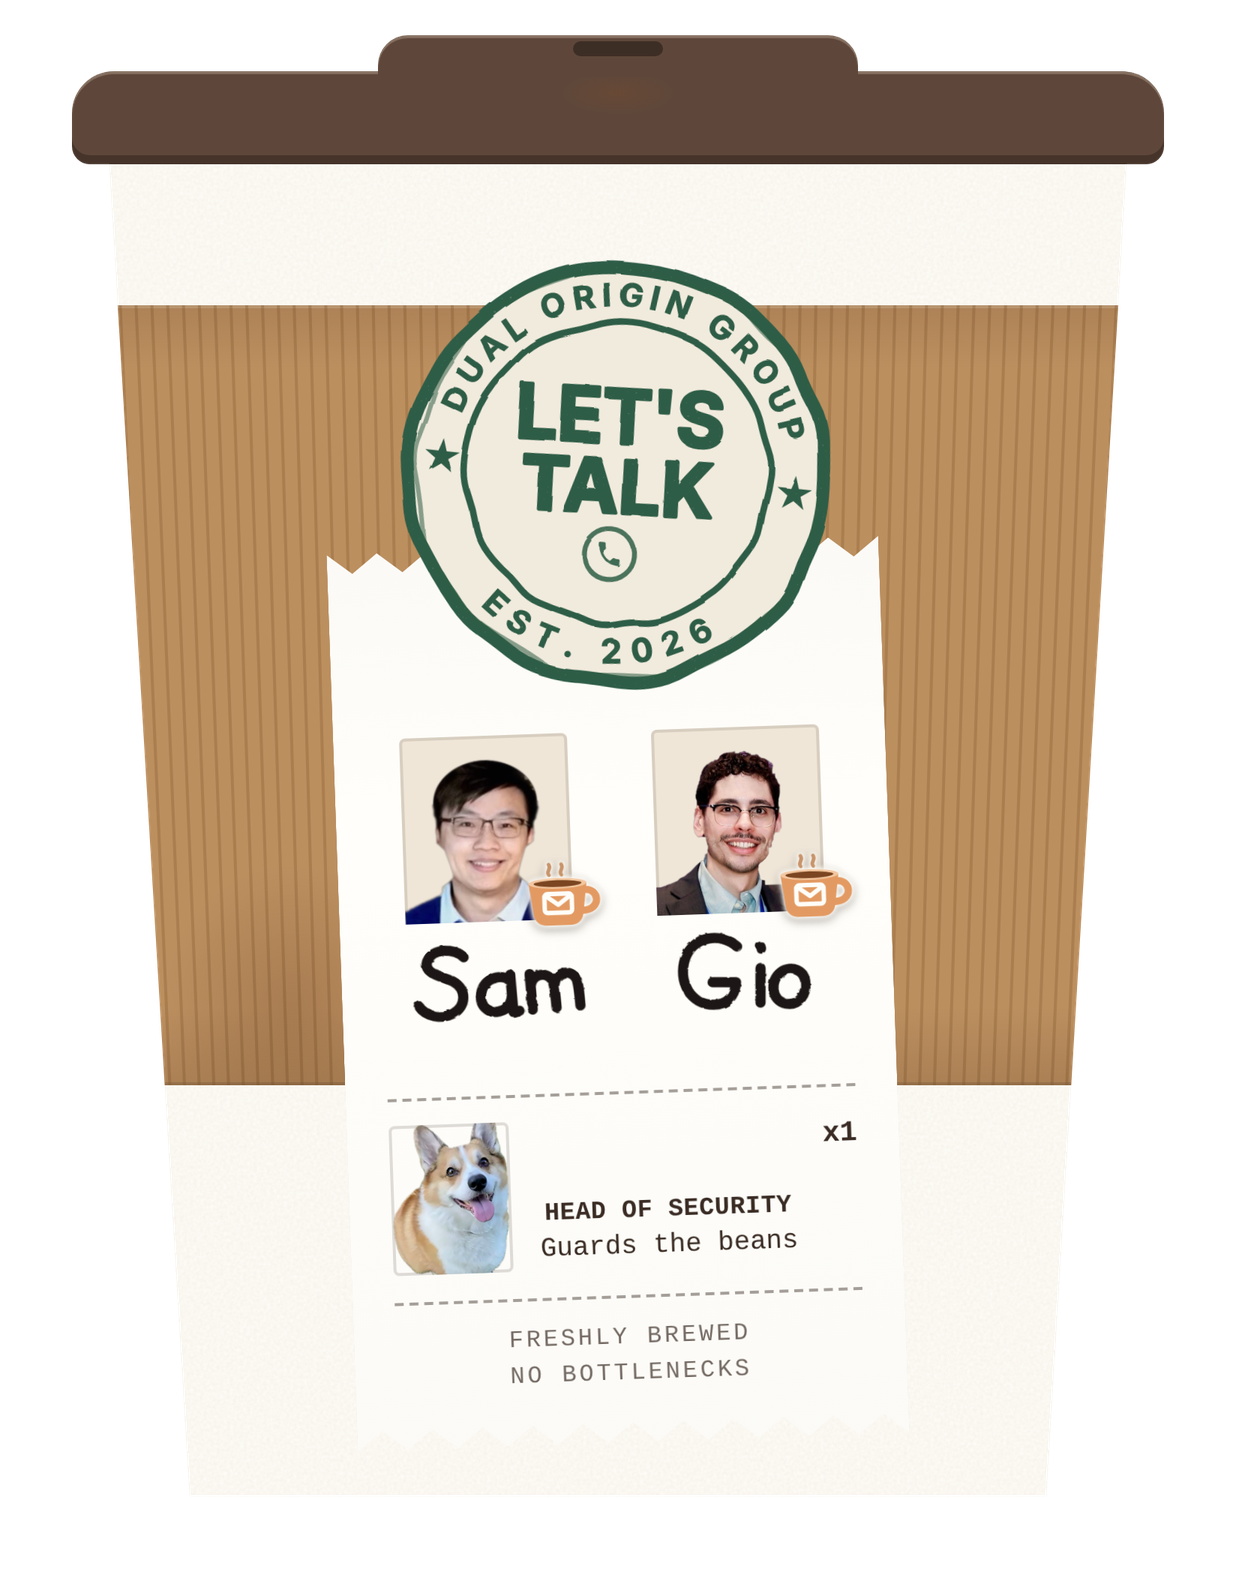 DUAL ORIGIN GROUP
LET'S
TALK
EST. 2026
Sam
Gio
x1
HEAD OF SECURITY
Guards the beans
FRESHLY BREWED
NO BOTTLENECKS